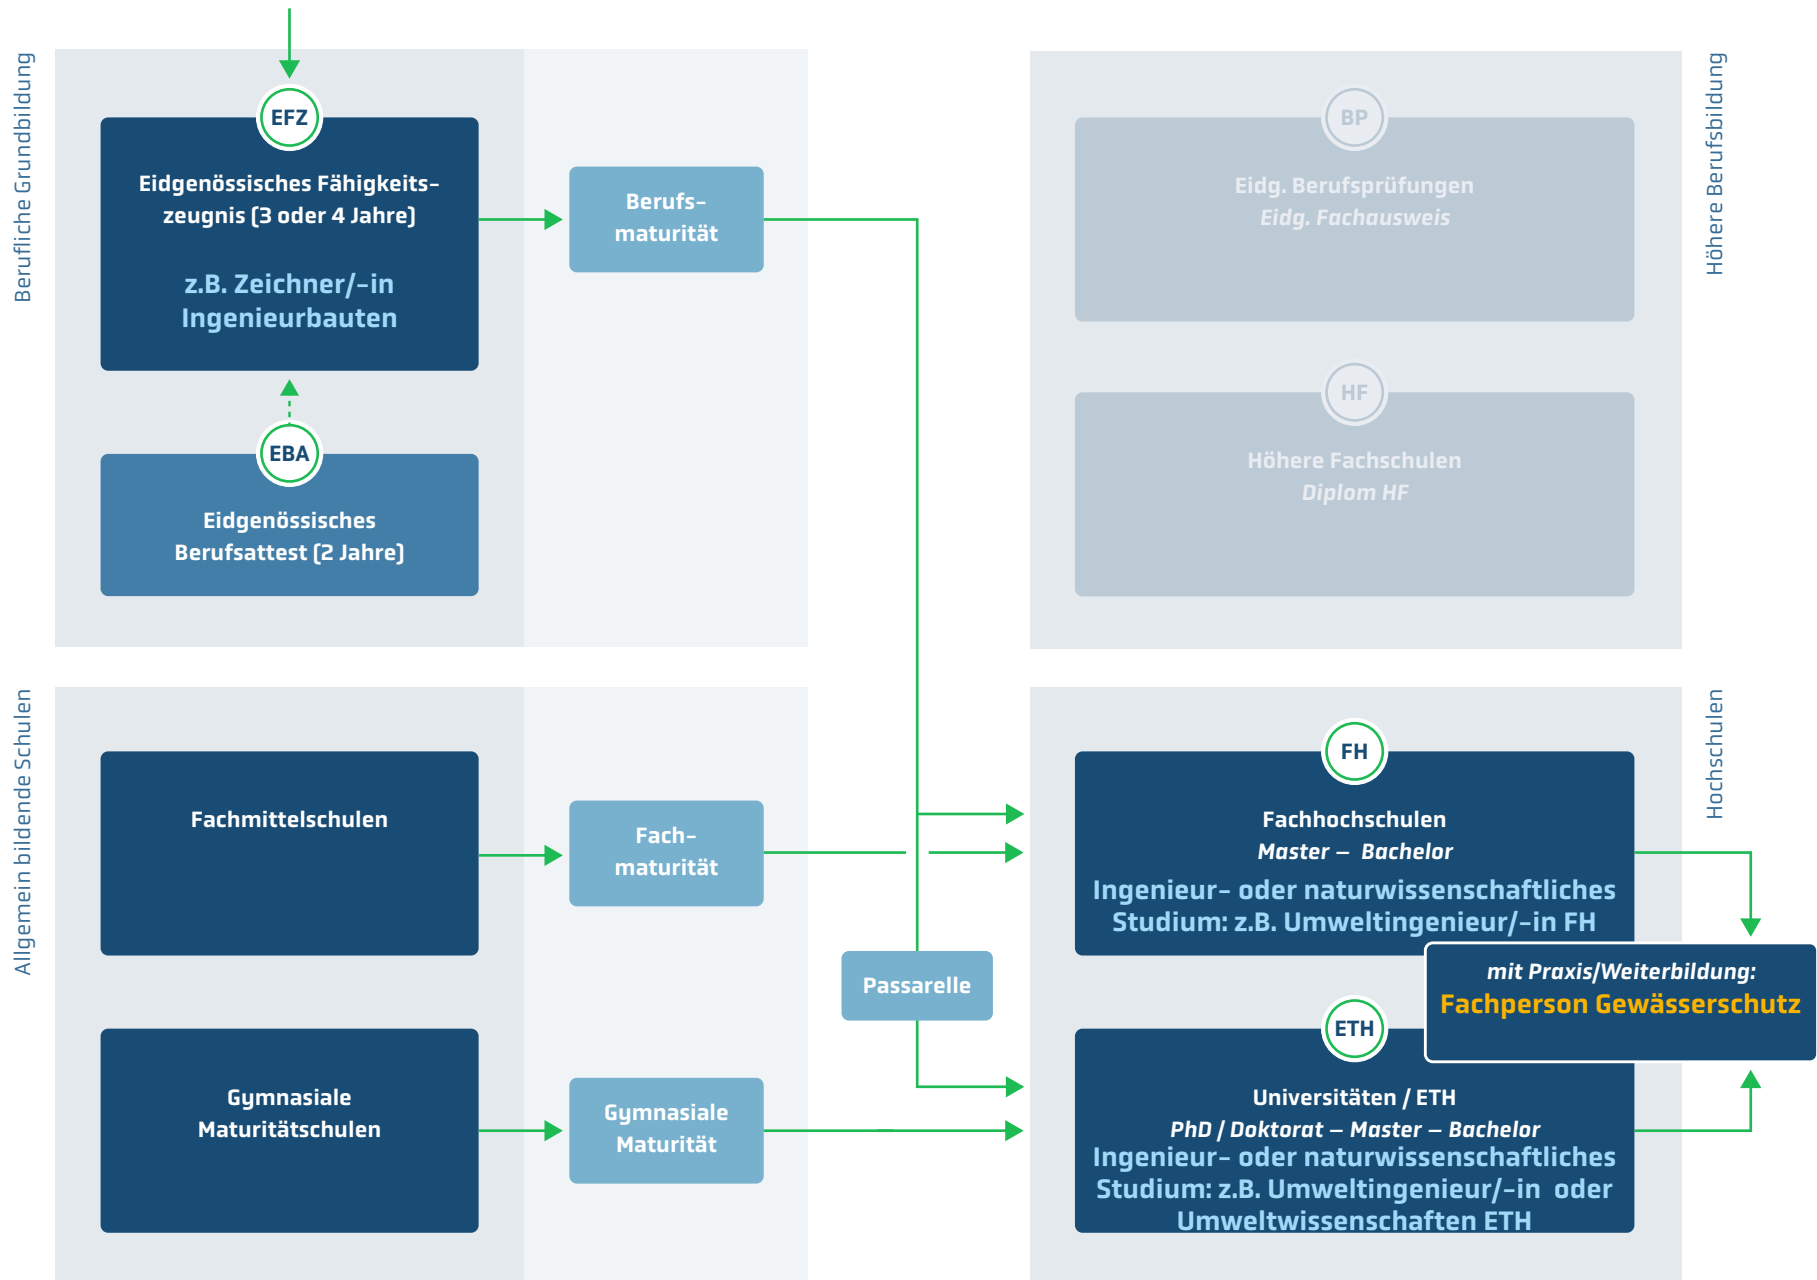 Berufliche Grundbildung
EFZ
Eidgenössisches Fähigkeits-
zeugnis (3 oder 4 Jahre)
z.B. Zeichner/-in
Ingenieurbauten
EBA
Eidgenössisches
Berufsattest (2 Jahre)
Berufs-
maturität
Höhere Berufsbildung
BP
Eidg. Berufsprüfungen
Eidg. Fachausweis
HF
Höhere Fachschulen
Diplom HF
Allgemein bildende Schulen
Fachmittelschulen
Fach-
maturität
Gymnasiale
Maturitätschulen
Gymnasiale
Maturität
Passarelle
Hochschulen
FH
Fachhochschulen
Master – Bachelor
Ingenieur- oder naturwissenschaftliches
Studium: z.B. Umweltingenieur/-in FH
mit Praxis/Weiterbildung:
Fachperson Gewässerschutz
ETH
Universitäten / ETH
PhD / Doktorat – Master – Bachelor
Ingenieur- oder naturwissenschaftliches
Studium: z.B. Umweltingenieur/-in oder
Umweltwissenschaften ETH